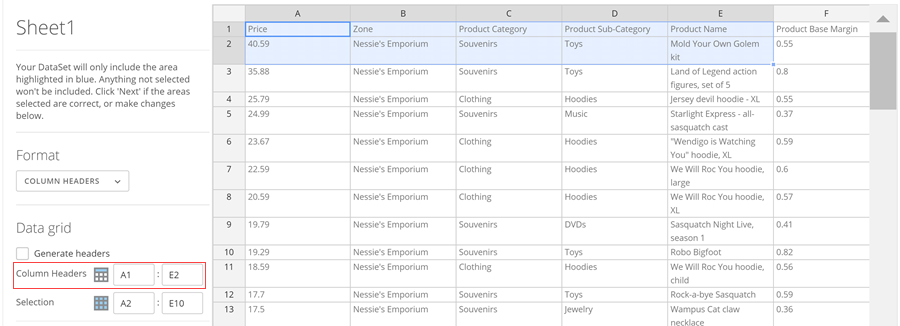 Sheet1
Your DataSet will only include the area
highlighted in blue. Anything not selected
won't be included. Click 'Next' if the areas
selected are correct, or make changes
below.
Format
COLUMN HEADERS
Data grid
Generate headers
Column Headers A1 : E2
Selection A2 : E10
A B C D E F
1 Price Zone Product Category Product Sub-Category Product Name Product Base Margin
2 40.59 Nessie's Emporium Souvenirs Toys Mold Your Own Golem 0.55
kit
3 35.88 Nessie's Emporium Souvenirs Toys Land of Legend action 0.8
figures, set of 5
4 25.79 Nessie's Emporium Clothing Hoodies Jersey devil hoodie - XL 0.55
5 24.99 Nessie's Emporium Souvenirs Music Starlight Express - all- 0.37
sasquatch cast
6 23.67 Nessie's Emporium Clothing Hoodies "Wendigo is Watching 0.59
You" hoodie, XL
7 22.59 Nessie's Emporium Clothing Hoodies We Will Roc You hoodie, 0.6
large
8 20.59 Nessie's Emporium Clothing Hoodies We Will Roc You hoodie, 0.57
XL
9 19.79 Nessie's Emporium Souvenirs DVDs Sasquatch Night Live, 0.41
season 1
10 19.29 Nessie's Emporium Souvenirs Toys Robo Bigfoot 0.82
11 18.59 Nessie's Emporium Clothing Hoodies We Will Roc You hoodie, 0.56
child
12 17.7 Nessie's Emporium Souvenirs Toys Rock-a-bye Sasquatch 0.59
13 17.5 Nessie's Emporium Souvenirs Jewelry Wampus Cat claw 0.36
necklace